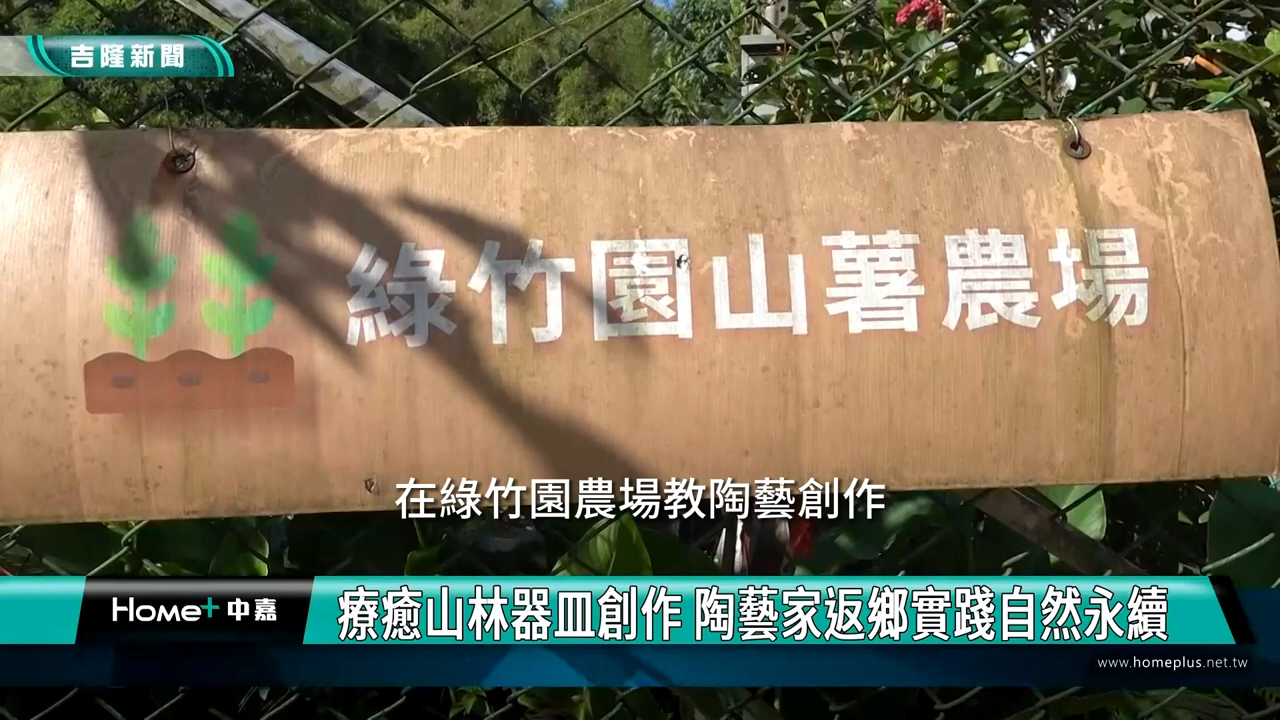 吉隆新聞
綠竹園山薯農場
在綠竹園農場教陶藝創作
Home+中嘉
療癒山林器皿創作 陶藝家返鄉實踐自然永續
www.homeplus.net.tw